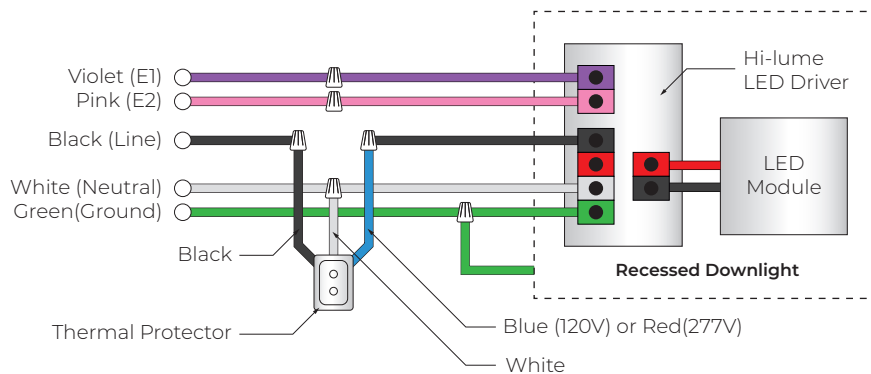 Violet (E1)
Pink (E2)
Black (Line)
White (Neutral)
Green(Ground)
Black
Thermal Protector
Blue (120V) or Red(277V)
White
Hi-lume
LED Driver
LED
Module
Recessed Downlight